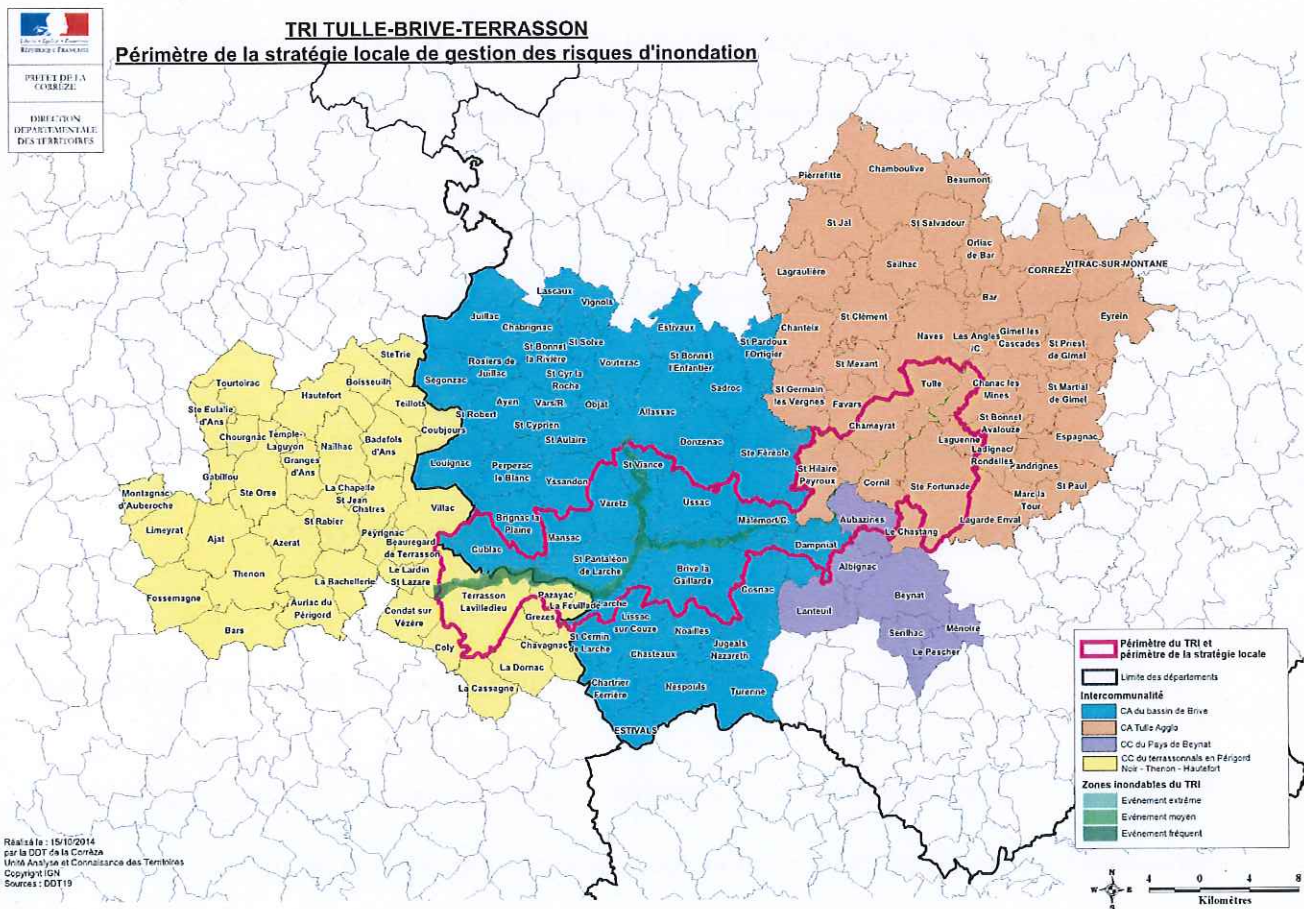 TRI TULLE-BRIVE-TERRASSON
Périmètre de la stratégie locale de gestion des risques d'inondation
Liberté • Égalité • Fraternité
RÉPUBLIQUE FRANÇAISE
PREFET DE LA
CORRÈZE
DIRECTION
DEPARTEMENTALE
DES TERRITOIRES
Pierrefitte
Chamboulive
Beaumont
St Jal
St Salvadour
Orliac
de Bar
Lagraulière
Seilhac
CORREZE
VITRAC-SUR-MONTANE
Bar
Eyrein
Chanteix
St Clément
Naves
Les Angles
/C.
Gimel les
Cascades
St Priest
de Gimel
St Mexant
Tulle
Chanac les
Mines
St Martial
de Gimel
St Germain
les Vergnes
Favars
Chameyrat
St Bonnet
Avalouze
Espagnac
Laguenne
Ladignac/
Rondelles
Pandrignes
St Hilaire
Peyroux
Cornil
Ste Fortunade
St Paul
Marc la
Tour
Lagarde Enval
Le Chastang
Lascaux
Vignols
Juillac
Chabrignac
Estivaux
St Solve
St Bonnet
la Rivière
St Pardoux
l'Ortigier
Rosiers de
Juillac
Voutezac
St Bonnet
l'Enfantier
Segonzac
St Cyr la
Roche
Sadroc
Ayen
Vars/R.
Objat
Allassac
St Robert
St Cyprien
St Aulaire
Donzenac
Louignac
Perpezac
le Blanc
Yssandon
St Viance
Ste Féréole
Varetz
Ussac
Brignac la
Plaine
Mansac
Malemort/C.
Cublac
St Pantaléon
de Larche
Brive la
Gaillarde
Dampniat
Larche
Cosnac
Lissac
sur Couze
Noailles
St Cernin
de Larche
Chasteaux
Jugeals
Nazareth
Chartrier
Ferrière
Nespouls
Turenne
ESTIVALS
Aubazines
Albignac
Lanteuil
Beynat
Sérilhac
Ménoire
Le Pescher
SteTrie
Boisseuilh
Tourtoirac
Hautefort
Teillots
Ste Eulalie
d'Ans
Coubjours
Chourgnac
Temple-
Laguyon
Nailhac
Badefols
d'Ans
Granges
d'Ans
Gabillou
Ste Orse
La Chapelle
St Jean
Chatres
Villac
Montagnac
d'Auberoche
St Rabier
Peyrignac
Limeyrat
Ajat
Azerat
Beauregard
de Terrasson
Le Lardin
St Lazare
Thenon
La Bachellerie
Terrasson
Lavilledieu
Pazayac
La Feuillade
Fossemagne
Auriac du
Périgord
Condat sur
Vézère
Grezes
Bars
Coly
Chavagnac
La Dornac
La Cassagne
Périmètre du TRI et
périmètre de la stratégie locale
Limite des départements
Intercommunalité
CA du bassin de Brive
CA Tulle Agglo
CC du Pays de Beynat
CC du terrassonnais en Périgord
Noir - Thenon - Hautefort
Zones inondables du TRI
Evènement extrême
Evènement moyen
Evènement fréquent
Réalisé le : 15/10/2014
par la DDT de la Corrèze
Unité Analyse et Connaisance des Territoires
Copyright IGN
Sources : DDT19
N
W
E
S
4 0 4 8
Kilomètres